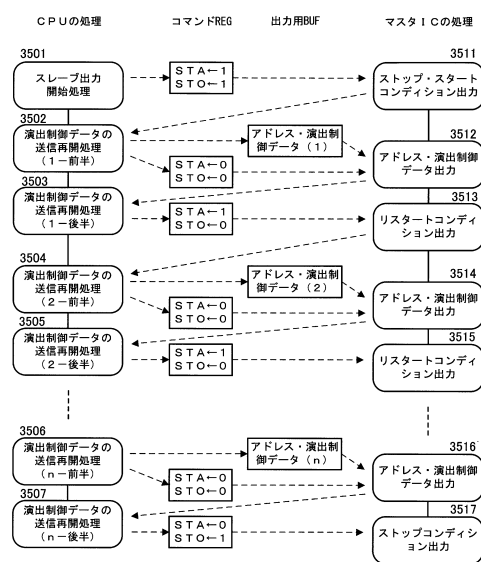 CPUの処理
コマンドREG
出力用BUF
マスタICの処理
3501
スレーブ出力
開始処理
STA←1
STO←1
3511
ストップ・スタート
コンディション出力
3502
演出制御データの
送信再開処理
(1-前半)
アドレス・演出制
御データ(1)
STA←0
STO←0
3512
アドレス・演出制御
データ出力
3503
演出制御データの
送信再開処理
(1-後半)
STA←1
STO←0
3513
リスタートコンディ
ション出力
3504
演出制御データの
送信再開処理
(2-前半)
アドレス・演出制
御データ(2)
STA←0
STO←0
3514
アドレス・演出制御
データ出力
3505
演出制御データの
送信再開処理
(2-後半)
STA←1
STO←0
3515
リスタートコンディ
ション出力
3506
演出制御データの
送信再開処理
(n-前半)
アドレス・演出制
御データ(n)
STA←0
STO←0
3516
アドレス・演出制御
データ出力
3507
演出制御データの
送信再開処理
(n-後半)
STA←0
STO←1
3517
ストップコンディシ
ョン出力